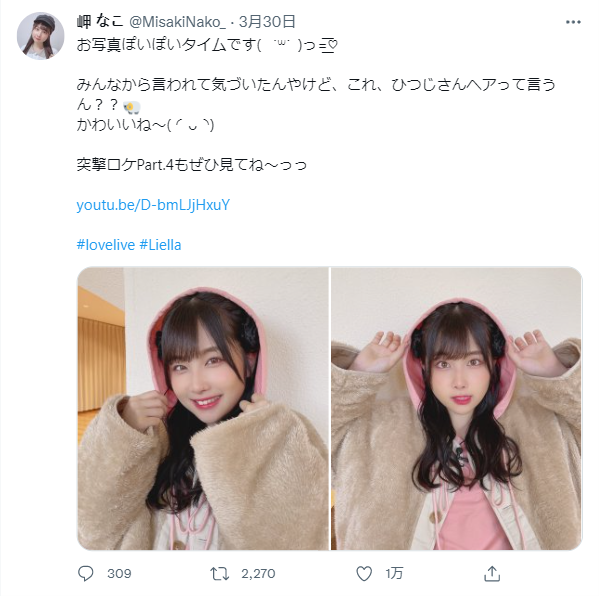 岬 なこ @MisakiNako_ · 3月30日
お写真ぽいぽいタイムです( ˙꒳˙ )っ=͟͟͞♡
みんなから言われて気づいたんやけど、これ、ひつじさんヘアって言う
ん？？🐏
かわいいね〜( ◜ᴗ◝)
突撃ロケPart.4もぜひ見てね〜っっ
youtu.be/D-bmLJjHxuY
#lovelive #Liella
309 2,270 1万